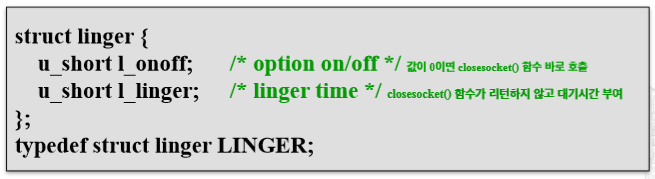 struct linger {
u_short l_onoff; /* option on/off */ 값이 0이면 closesocket() 함수 바로 호출
u_short l_linger; /* linger time */ closesocket() 함수가 리턴하지 않고 대기시간 부여
};
typedef struct linger LINGER;